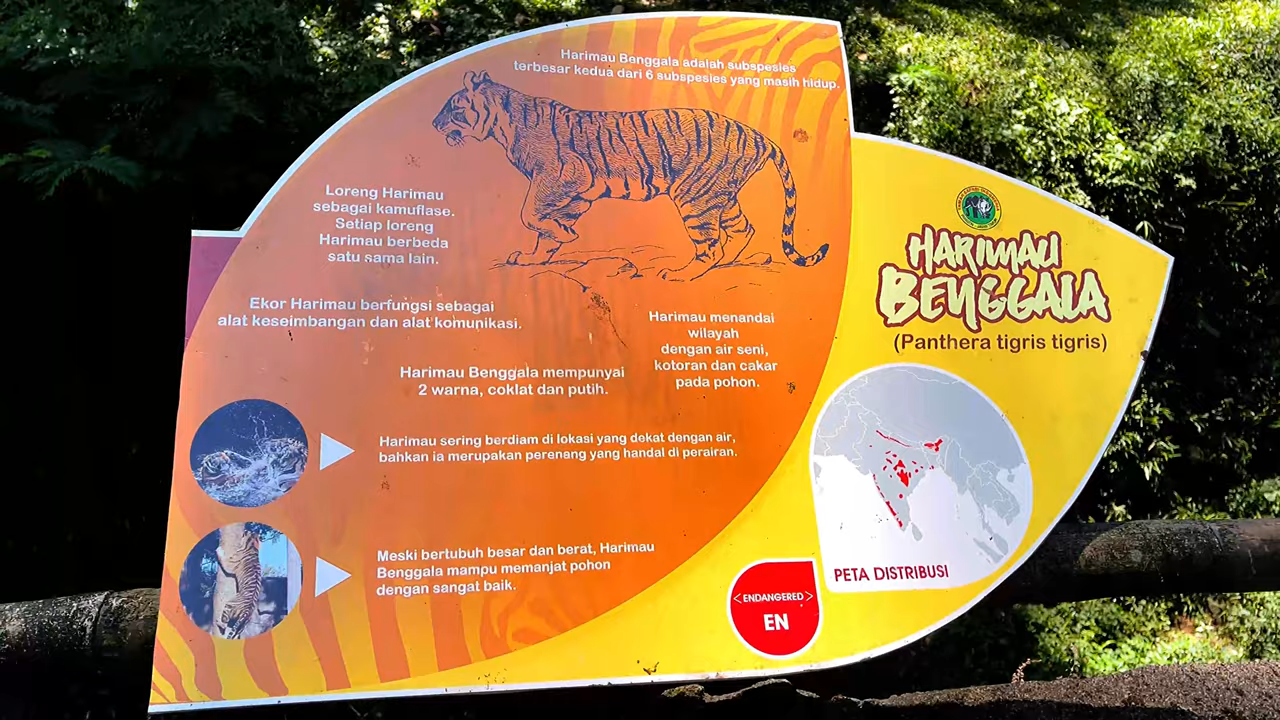 Harimau Benggala adalah subspesies
terbesar kedua dari 6 subspesies yang masih hidup.
Loreng Harimau
sebagai kamuflase.
Setiap loreng
Harimau berbeda
satu sama lain.
Ekor Harimau berfungsi sebagai
alat keseimbangan dan alat komunikasi.
Harimau menandai
wilayah
dengan air seni,
kotoran dan cakar
pada pohon.
Harimau Benggala mempunyai
2 warna, coklat dan putih.
Harimau sering berdiam di lokasi yang dekat dengan air,
bahkan ia merupakan perenang yang handal di perairan.
Meski bertubuh besar dan berat, Harimau
Benggala mampu memanjat pohon
dengan sangat baik.
HARIMAU
BENGGALA
(Panthera tigris tigris)
PETA DISTRIBUSI
<ENDANGERED>
EN